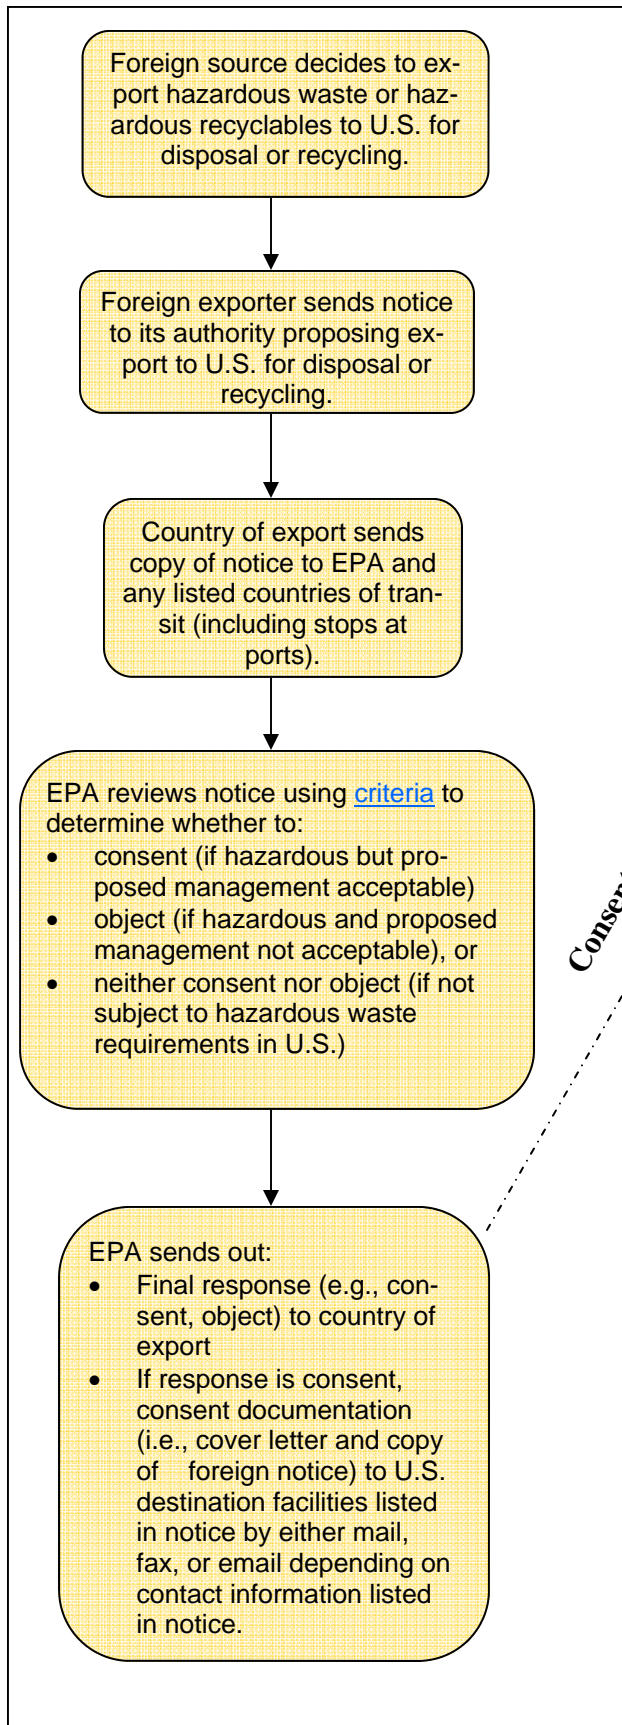 Foreign source decides to ex-
port hazardous waste or haz-
ardous recyclables to U.S. for
disposal or recycling.
Foreign exporter sends notice
to its authority proposing ex-
port to U.S. for disposal or
recycling.
Country of export sends
copy of notice to EPA and
any listed countries of tran-
sit (including stops at
ports).
EPA reviews notice using criteria to
determine whether to:
• consent (if hazardous but pro-
posed management acceptable)
• object (if hazardous and proposed
management not acceptable), or
• neither consent nor object (if not
subject to hazardous waste
requirements in U.S.)
Consent
EPA sends out:
• Final response (e.g., con-
sent, object) to country of
export
• If response is consent,
consent documentation
(i.e., cover letter and copy
of foreign notice) to U.S.
destination facilities listed
in notice by either mail,
fax, or email depending on
contact information listed
in notice.